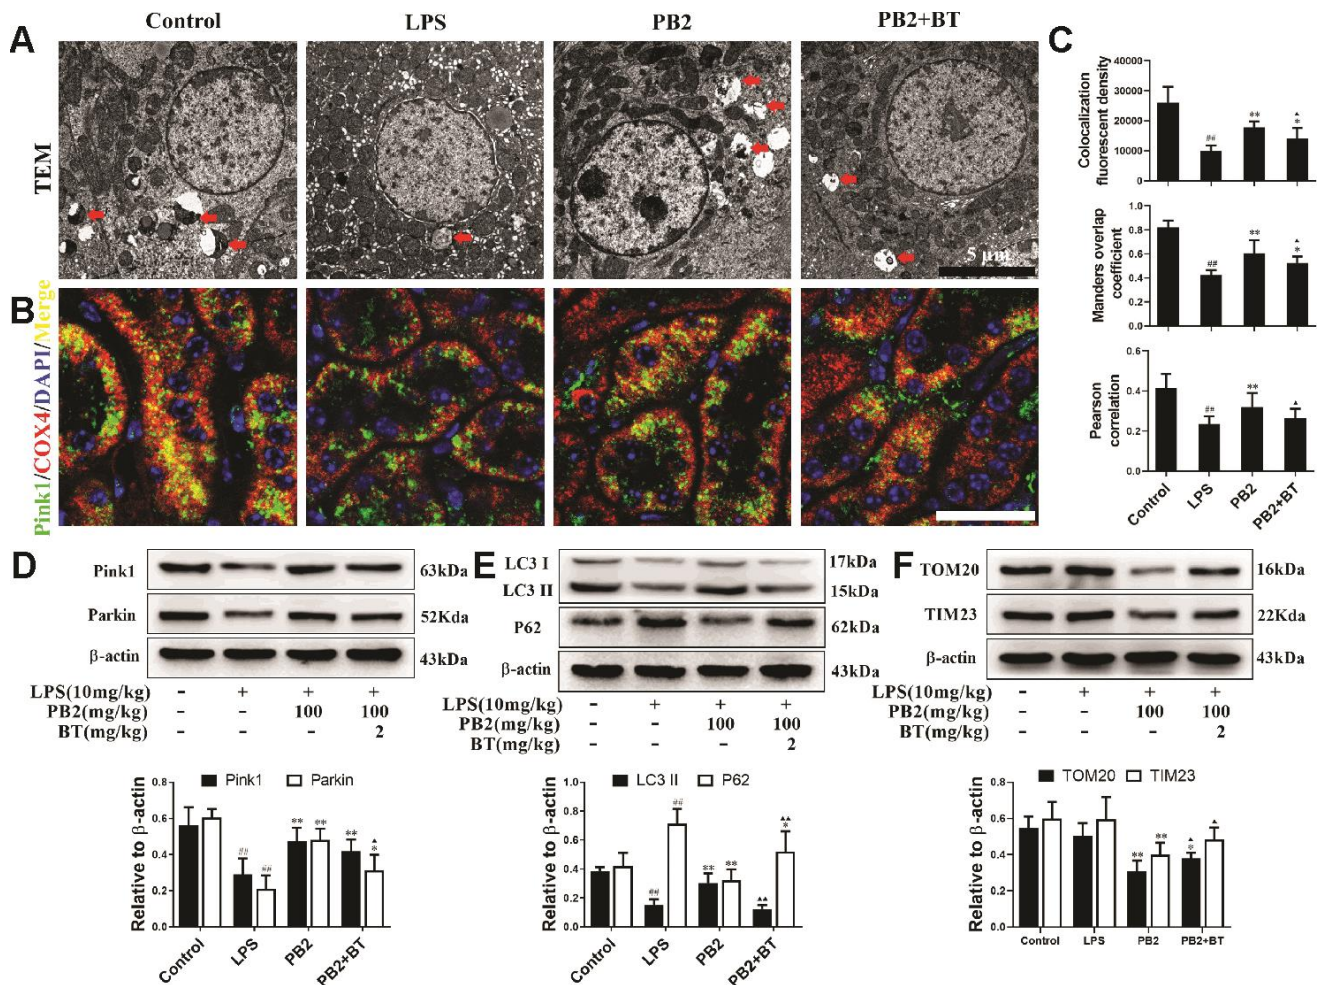 Control LPS PB2 PB2+BT
A
TEM
5 μm
B
Pink1/COX4/DAPI/Merge
C
Colocalization
fluorescent density
40000
30000
20000
10000
0
##
**
▲
*
Manders overlap
coefficient
1.0
0.8
0.6
0.4
0.2
0.0
##
**
▲
*
Pearson
correlation
0.6
0.4
0.2
0.0
##
**
▲
Control LPS PB2 PB2+BT
D
Pink1 63kDa
Parkin 52Kda
β-actin 43kDa
LPS(10mg/kg) - + + +
PB2(mg/kg) - - 100 100
BT(mg/kg) - - - 2
Relative to β-actin
Pink1 Parkin
0.8
0.6
0.4
0.2
0.0
## ## ** ** ** ▲
*
Control LPS PB2 PB2+BT
E
LC3 I 17kDa
LC3 II 15kDa
P62 62kDa
β-actin 43kDa
LPS(10mg/kg) - + + +
PB2(mg/kg) - - 100 100
BT(mg/kg) - - - 2
Relative to β-actin
LC3 II P62
1.0
0.8
0.6
0.4
0.2
0.0
## ## ** ** ▲▲ ▲▲
*
Control LPS PB2 PB2+BT
F
TOM20 16kDa
TIM23 22Kda
β-actin 43kDa
LPS(10mg/kg) - + + +
PB2(mg/kg) - - 100 100
BT(mg/kg) - - - 2
Relative to β-actin
TOM20 TIM23
0.8
0.6
0.4
0.2
0.0
** ** ▲
*
▲
Control LPS PB2 PB2+BT